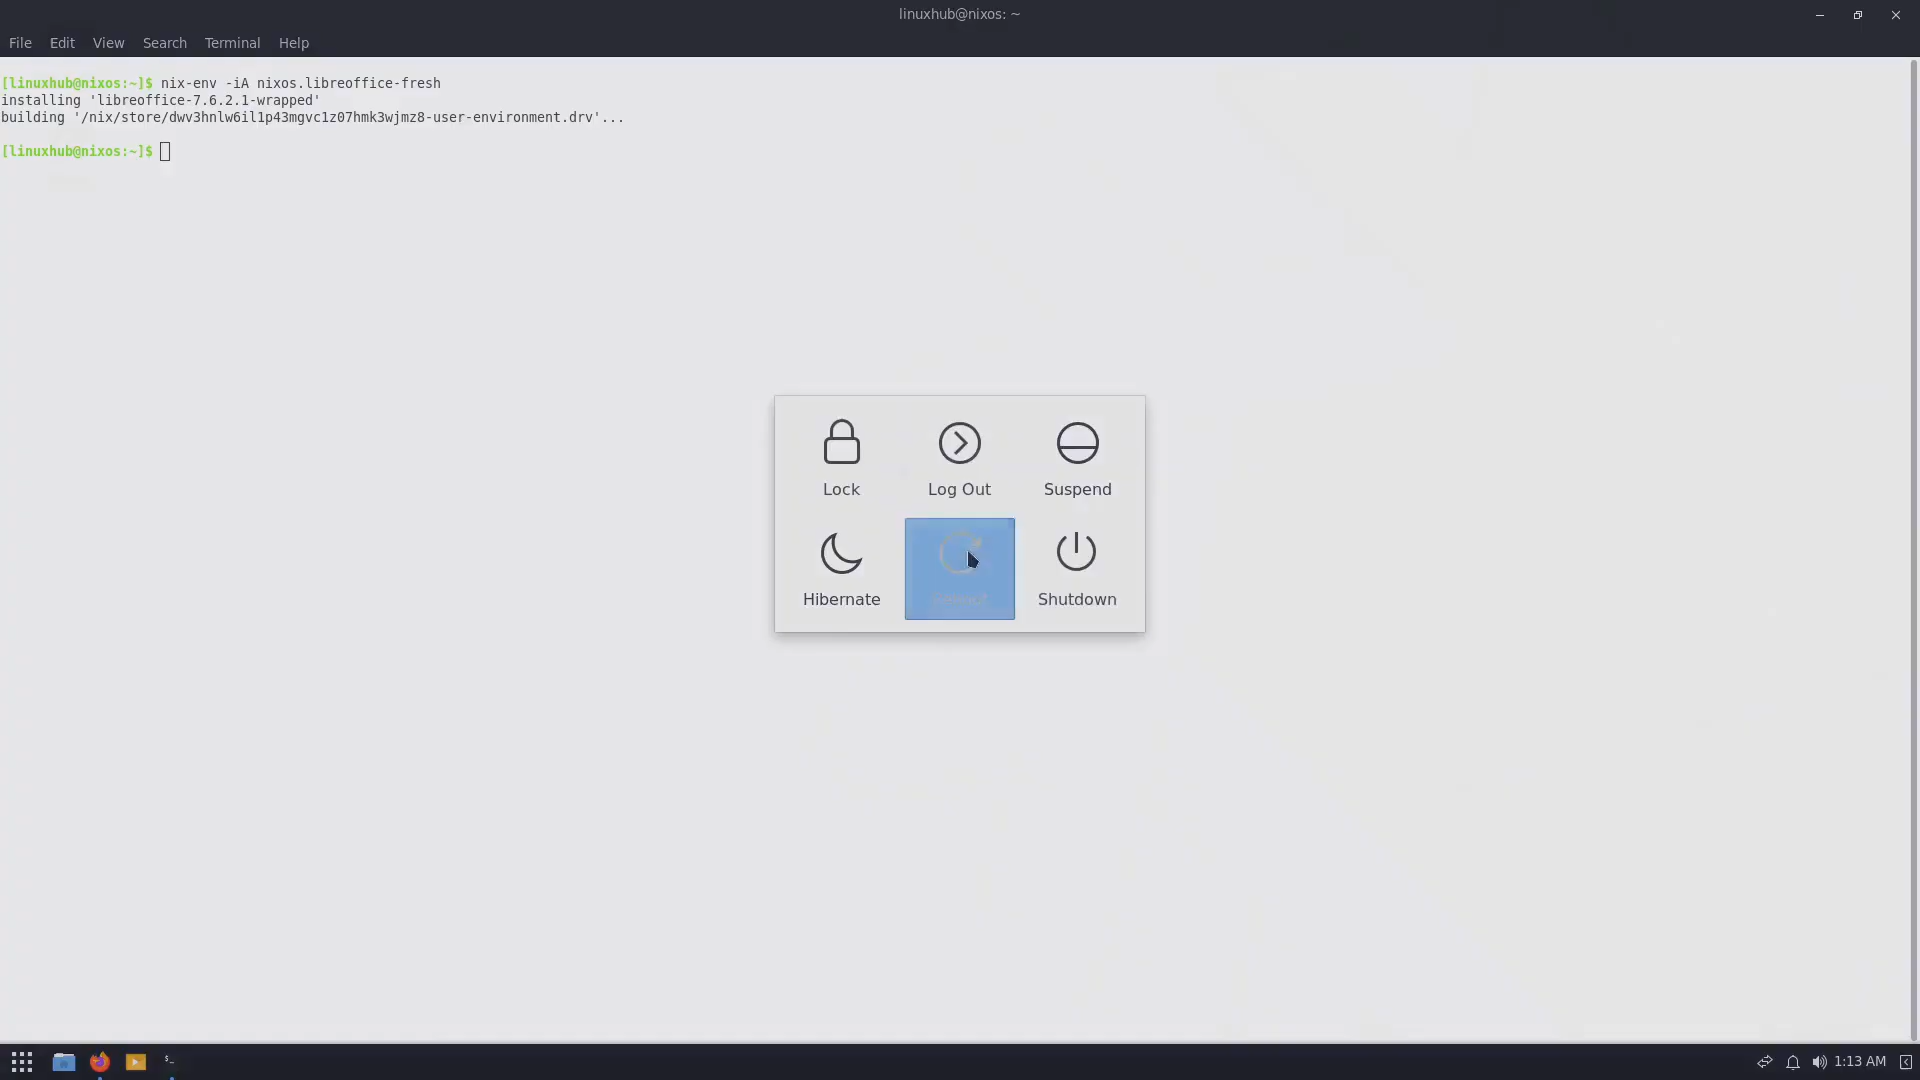 linuxhub@nixos: ~
File Edit View Search Terminal Help
[linuxhub@nixos:~]$ nix-env -iA nixos.libreoffice-fresh
installing 'libreoffice-7.6.2.1-wrapped'
building '/nix/store/dwv3hnlw6il1p43mgvc1z07hmk3wjmz8-user-environment.drv'...
[linuxhub@nixos:~]$
Lock Log Out Suspend
Hibernate Reboot Shutdown
1:13 AM